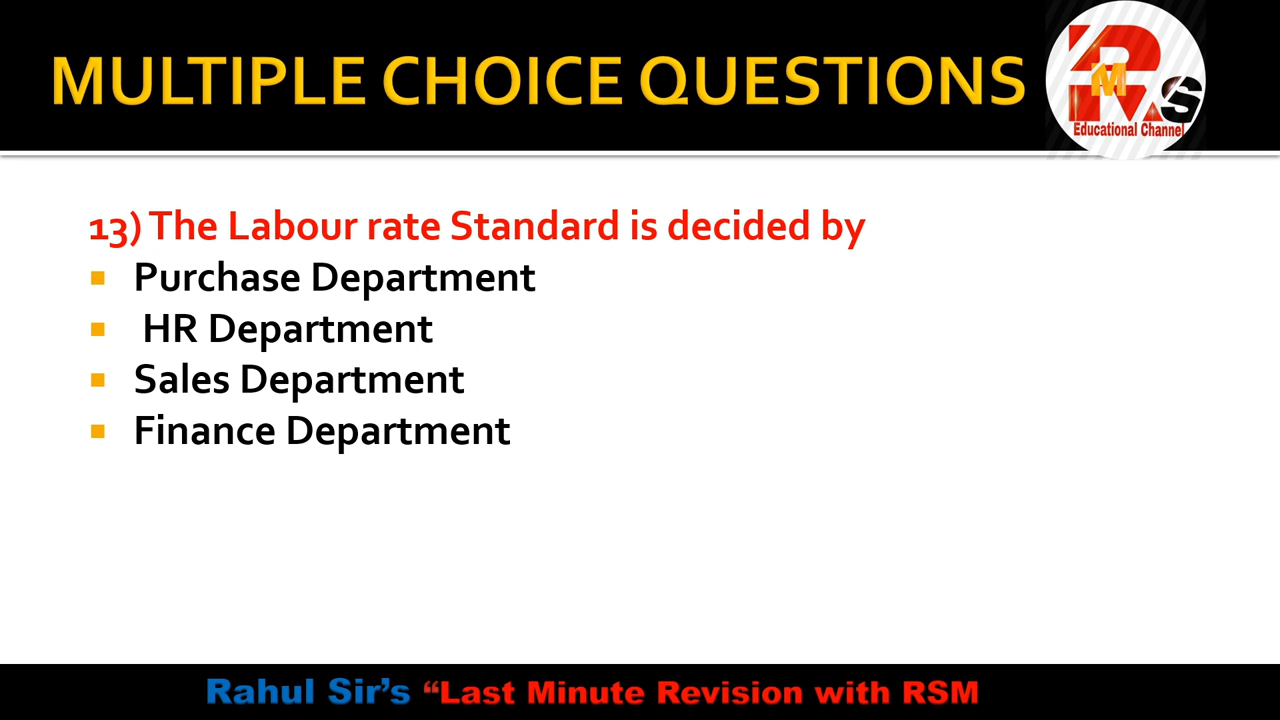 MULTIPLE CHOICE QUESTIONS
RMS
Educational Channel
13) The Labour rate Standard is decided by
Purchase Department
HR Department
Sales Department
Finance Department
Rahul Sir’s “Last Minute Revision with RSM